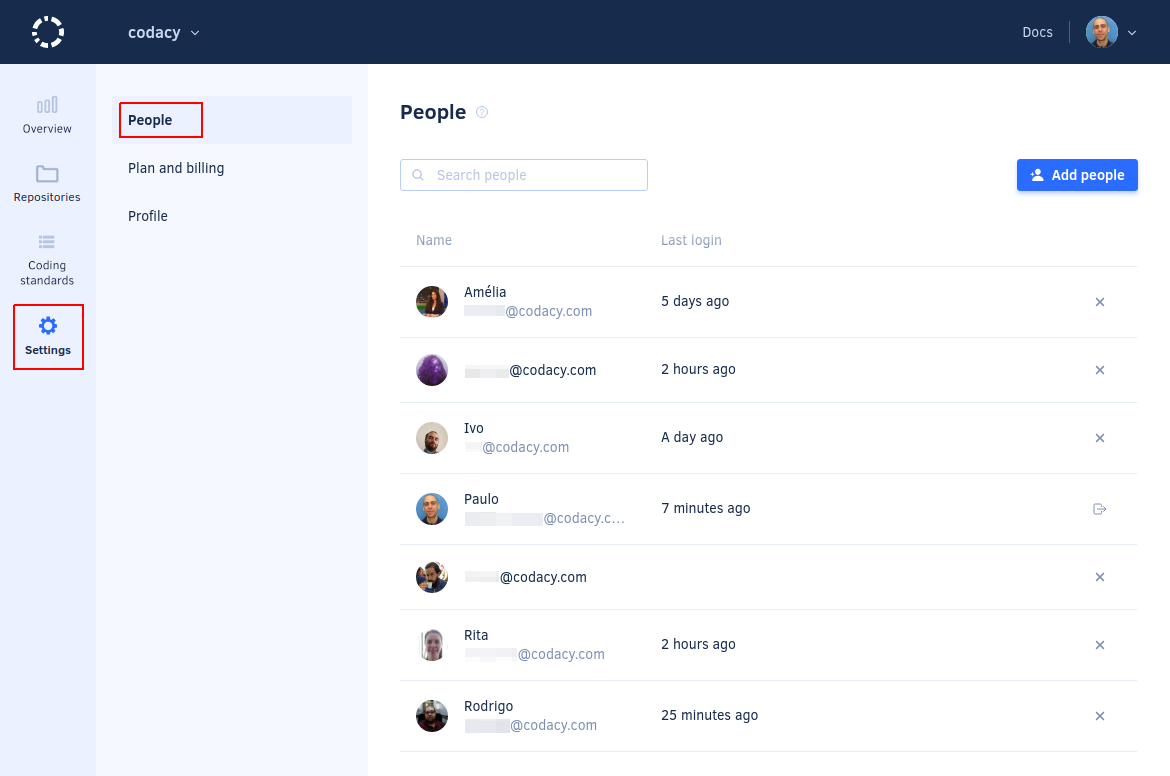 codacy
Docs
Overview
Repositories
Coding
standards
Settings
People
Plan and billing
Profile
People
?
Search people
Add people
Name Last login
Amélia
@codacy.com
5 days ago
@codacy.com 2 hours ago
Ivo
@codacy.com
A day ago
Paulo
@codacy.c...
7 minutes ago
@codacy.com
Rita
@codacy.com
2 hours ago
Rodrigo
@codacy.com
25 minutes ago